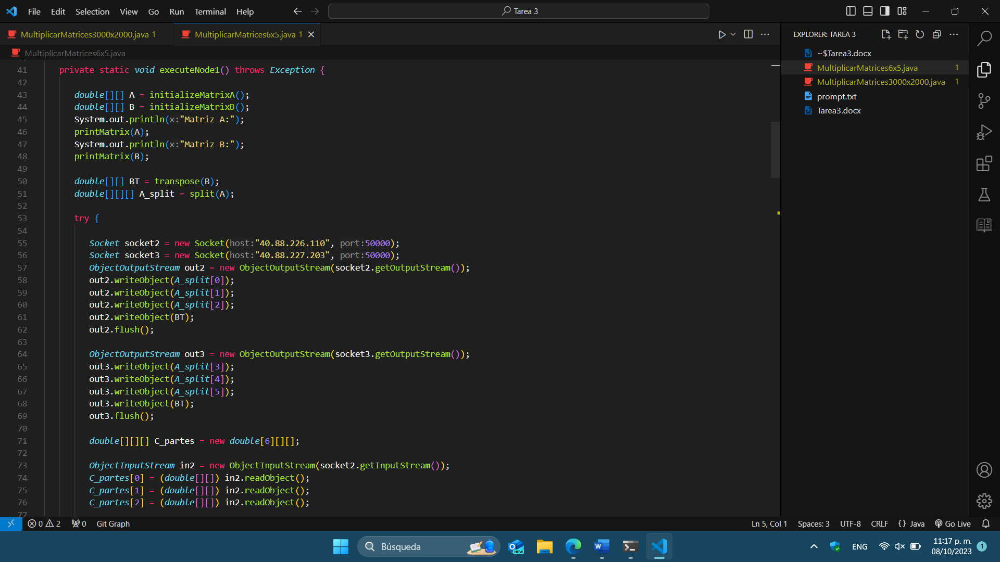 File Edit Selection View Go Run Terminal Help
Tarea 3
MultiplicarMatrices3000x2000.java 1
MultiplicarMatrices6x5.java 1
MultiplicarMatrices6x5.java
41 private static void executeNode1() throws Exception {
42
43 double[][] A = initializeMatrixA();
44 double[][] B = initializeMatrixB();
45 System.out.println(x:"Matriz A:");
46 printMatrix(A);
47 System.out.println(x:"Matriz B:");
48 printMatrix(B);
49
50 double[][] BT = transpose(B);
51 double[][][] A_split = split(A);
52
53 try {
54
55 Socket socket2 = new Socket(host:"40.88.226.110", port:50000);
56 Socket socket3 = new Socket(host:"40.88.227.203", port:50000);
57 ObjectOutputStream out2 = new ObjectOutputStream(socket2.getOutputStream());
58 out2.writeObject(A_split[0]);
59 out2.writeObject(A_split[1]);
60 out2.writeObject(A_split[2]);
61 out2.writeObject(BT);
62 out2.flush();
63
64 ObjectOutputStream out3 = new ObjectOutputStream(socket3.getOutputStream());
65 out3.writeObject(A_split[3]);
66 out3.writeObject(A_split[4]);
67 out3.writeObject(A_split[5]);
68 out3.writeObject(BT);
69 out3.flush();
70
71 double[][][] C_partes = new double[6][][];
72
73 ObjectInputStream in2 = new ObjectInputStream(socket2.getInputStream());
74 C_partes[0] = (double[][]) in2.readObject();
75 C_partes[1] = (double[][]) in2.readObject();
76 C_partes[2] = (double[][]) in2.readObject();
77
EXPLORER: TAREA 3
~$Tarea3.docx
MultiplicarMatrices6x5.java 1
MultiplicarMatrices3000x2000.java 1
prompt.txt
Tarea3.docx
0 2 0 Git Graph
Ln 5, Col 1 Spaces: 3 UTF-8 CRLF {} Java Go Live
Búsqueda
NEW
ENG
11:17 p. m.
08/10/2023
1